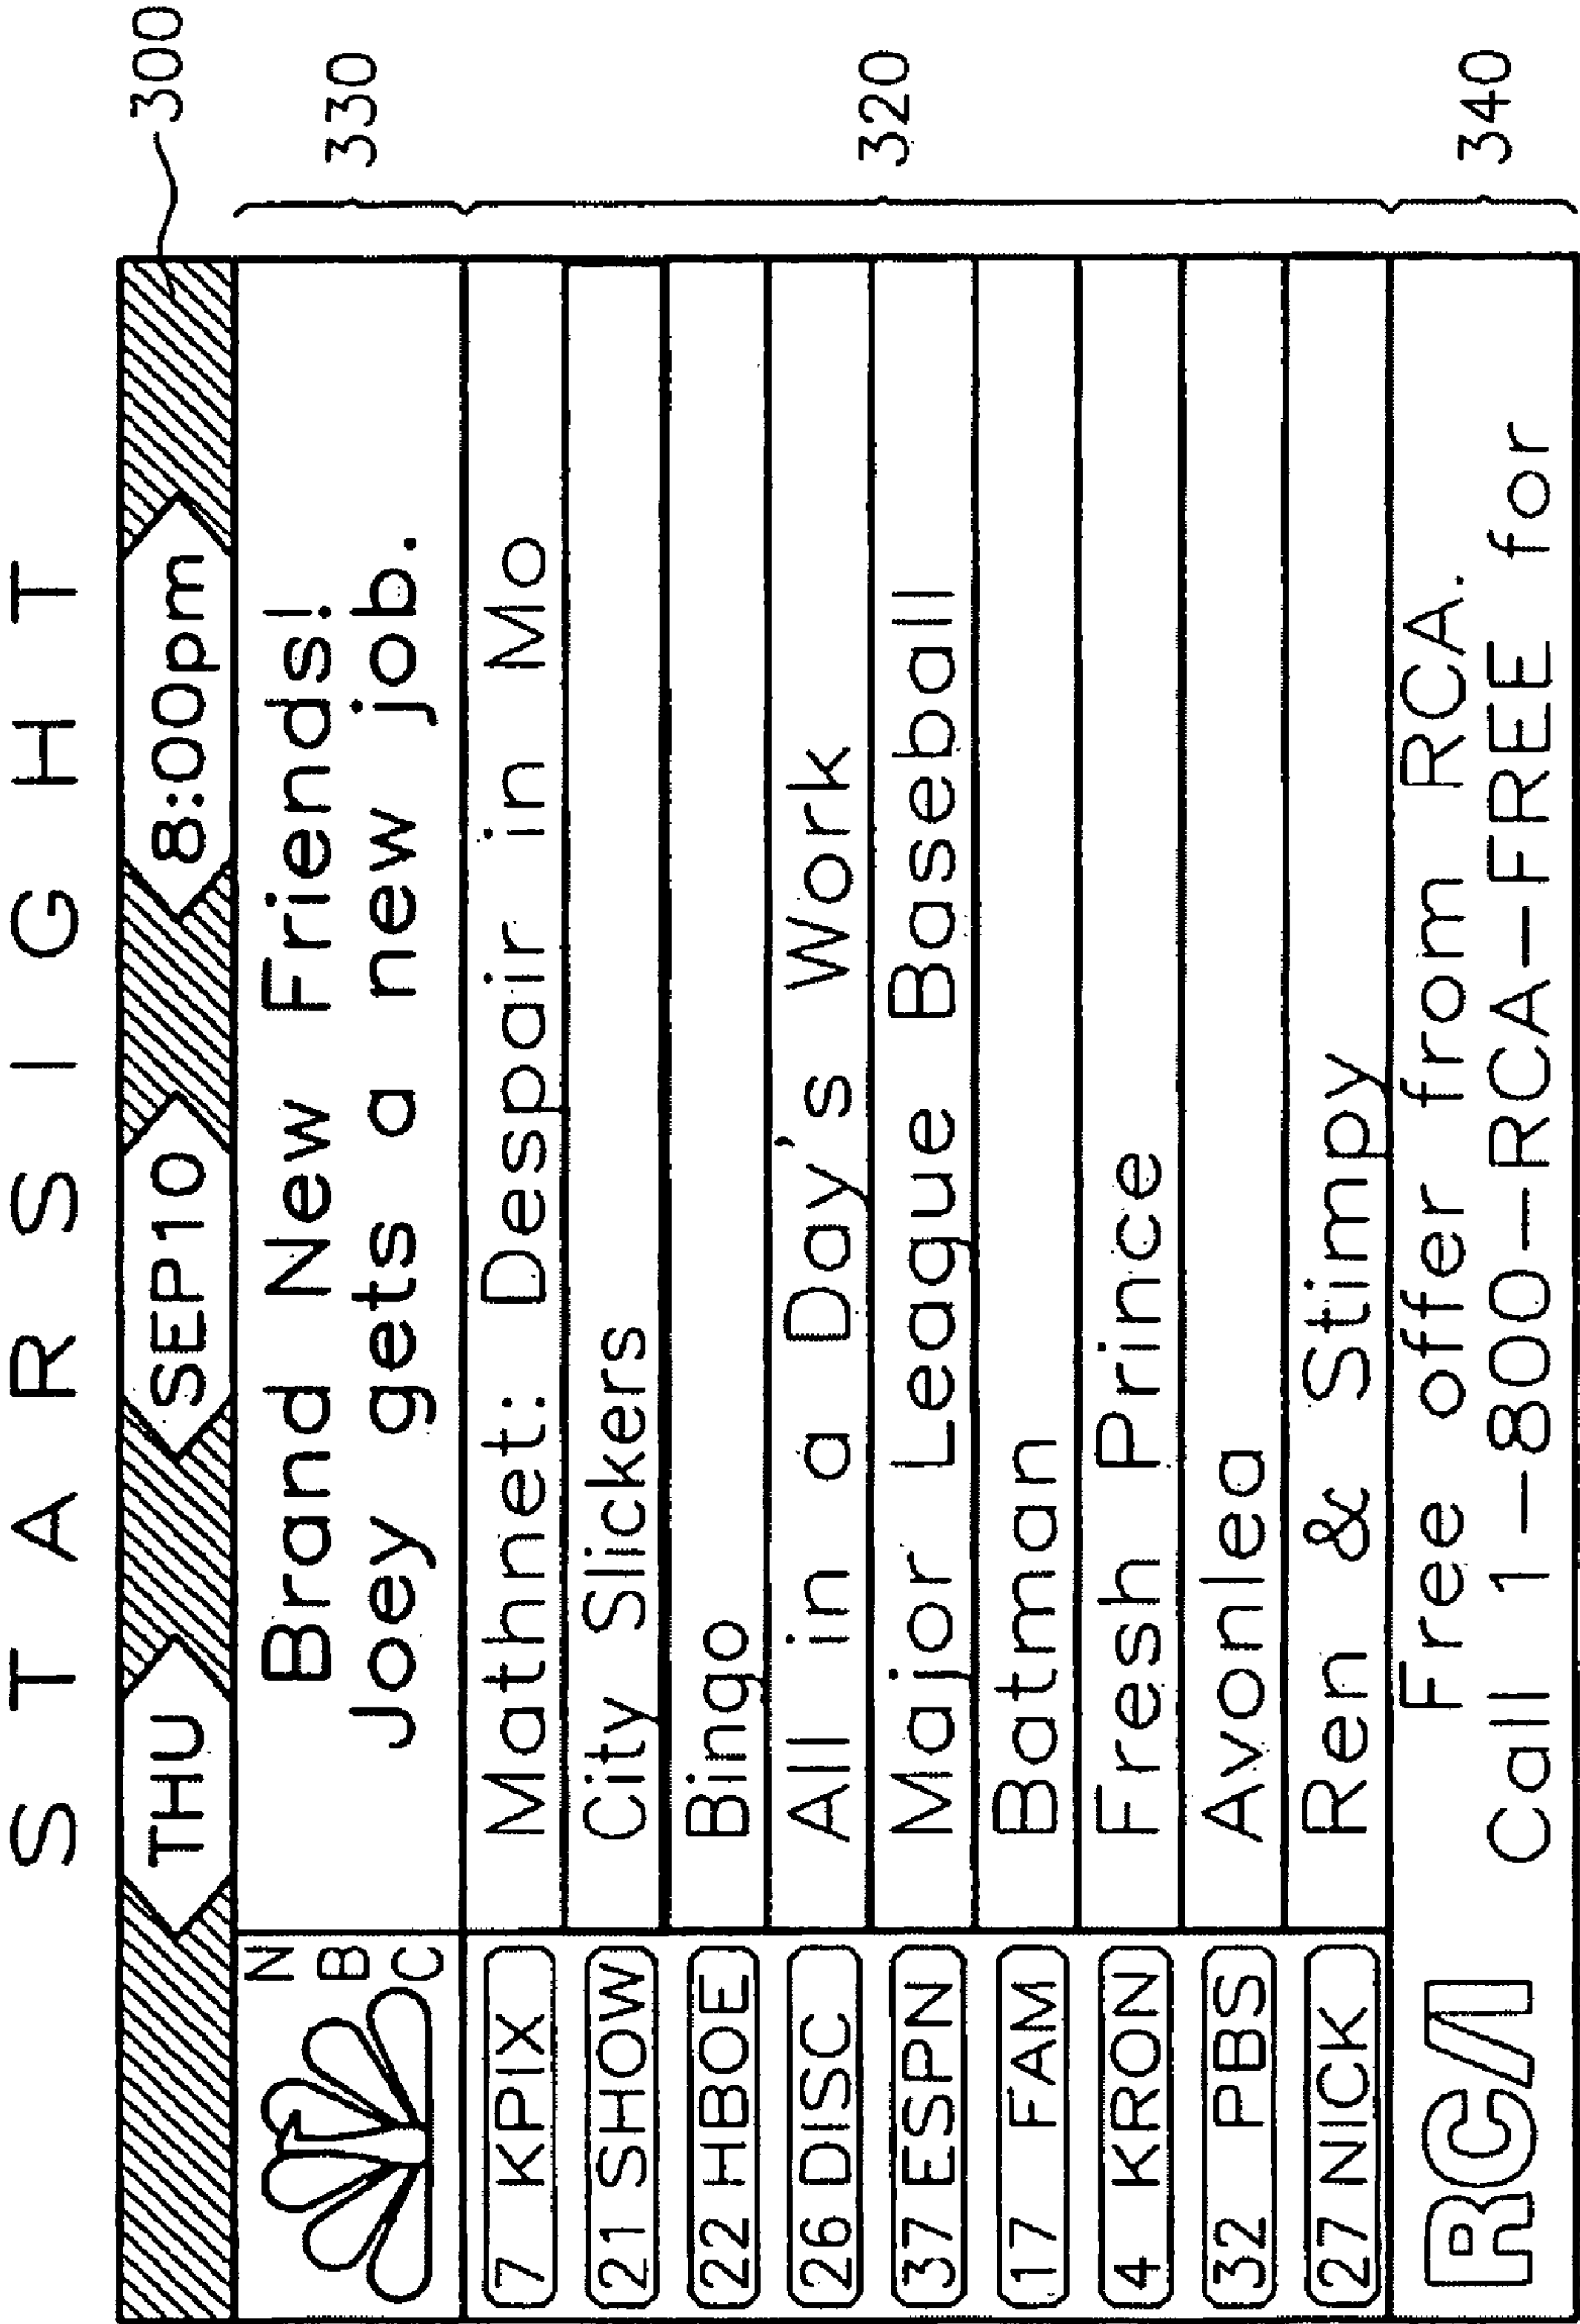 S T A R S I G H T
THU SEP10 8:00pm 300
NBC Brand New Friends! 330
Joey gets a new job.
7 KPIX Mathnet: Despair in Mo
21 SHOW City Slickers
22 HBOE Bingo
26 DISC All in a Day's Work
37 ESPN Major League Baseball 320
17 FAM Batman
4 KRON Fresh Prince
32 PBS Avonlea
27 NICK Ren & Stimpy
RCA Free offer from RCA. 340
Call 1-800-RCA-FREE for